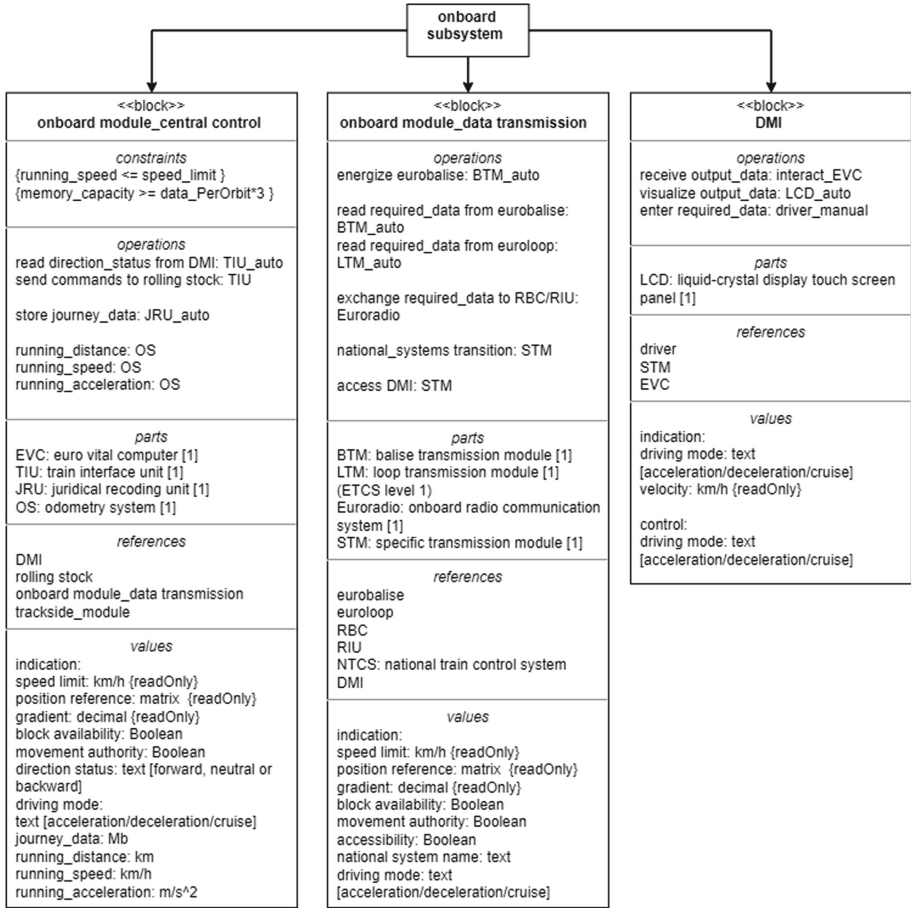 onboard
subsystem
<<block>>
onboard module_central control
constraints
{running_speed <= speed_limit }
{memory_capacity >= data_PerOrbit*3 }
operations
read direction_status from DMI: TIU_auto
send commands to rolling stock: TIU
store journey_data: JRU_auto
running_distance: OS
running_speed: OS
running_acceleration: OS
parts
EVC: euro vital computer [1]
TIU: train interface unit [1]
JRU: juridical recoding unit [1]
OS: odometry system [1]
references
DMI
rolling stock
onboard module_data transmission
trackside_module
values
indication:
speed limit: km/h {readOnly}
position reference: matrix  {readOnly}
gradient: decimal {readOnly}
block availability: Boolean
movement authority: Boolean
direction status: text [forward, neutral or
backward]
driving mode:
text [acceleration/deceleration/cruise]
journey_data: Mb
running_distance: km
running_speed: km/h
running_acceleration: m/s^2
<<block>>
onboard module_data transmission
operations
energize eurobalise: BTM_auto
read required_data from eurobalise:
BTM_auto
read required_data from euroloop:
LTM_auto
exchange required_data to RBC/RIU:
Euroradio
national_systems transition: STM
access DMI: STM
parts
BTM: balise transmission module [1]
LTM: loop transmission module [1]
(ETCS level 1)
Euroradio: onboard radio communication
system [1]
STM: specific transmission module [1]
references
eurobalise
euroloop
RBC
RIU
NTCS: national train control system
DMI
values
indication:
speed limit: km/h {readOnly}
position reference: matrix  {readOnly}
gradient: decimal {readOnly}
block availability: Boolean
movement authority: Boolean
accessibility: Boolean
national system name: text
driving mode: text
[acceleration/deceleration/cruise]
<<block>>
DMI
operations
receive output_data: interact_EVC
visualize output_data: LCD_auto
enter required_data: driver_manual
parts
LCD: liquid-crystal display touch screen
panel [1]
references
driver
STM
EVC
values
indication:
driving mode: text
[acceleration/deceleration/cruise]
velocity: km/h {readOnly}
control:
driving mode: text
[acceleration/deceleration/cruise]